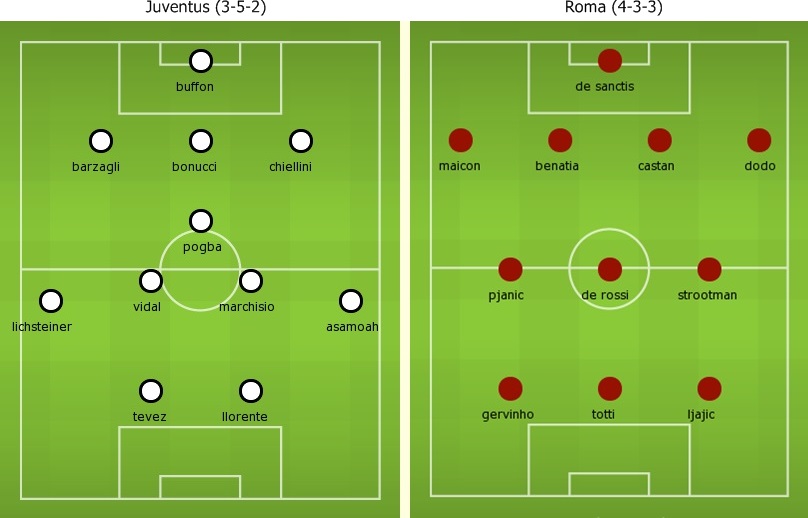 Juventus (3-5-2)
buffon
barzagli bonucci chiellini
pogba
vidal marchisio
lichsteiner asamoah
tevez llorente
Roma (4-3-3)
de sanctis
maicon benatia castan dodo
pjanic de rossi strootman
gervinho totti ljajic